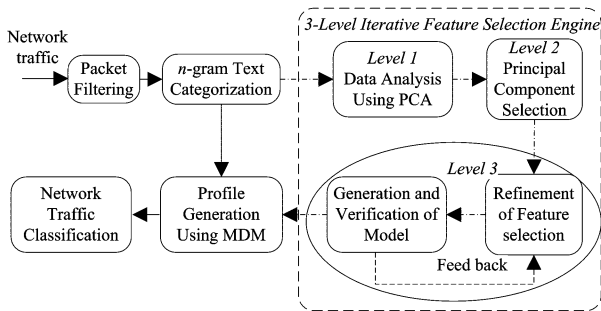 3-Level Iterative Feature Selection Engine
Network
traffic
Packet
Filtering
n-gram Text
Categorization
Level 1
Data Analysis
Using PCA
Level 2
Principal
Component
Selection
Level 3
Network
Traffic
Classification
Profile
Generation
Using MDM
Generation and
Verification of
Model
Refinement
of Feature
selection
Feed back